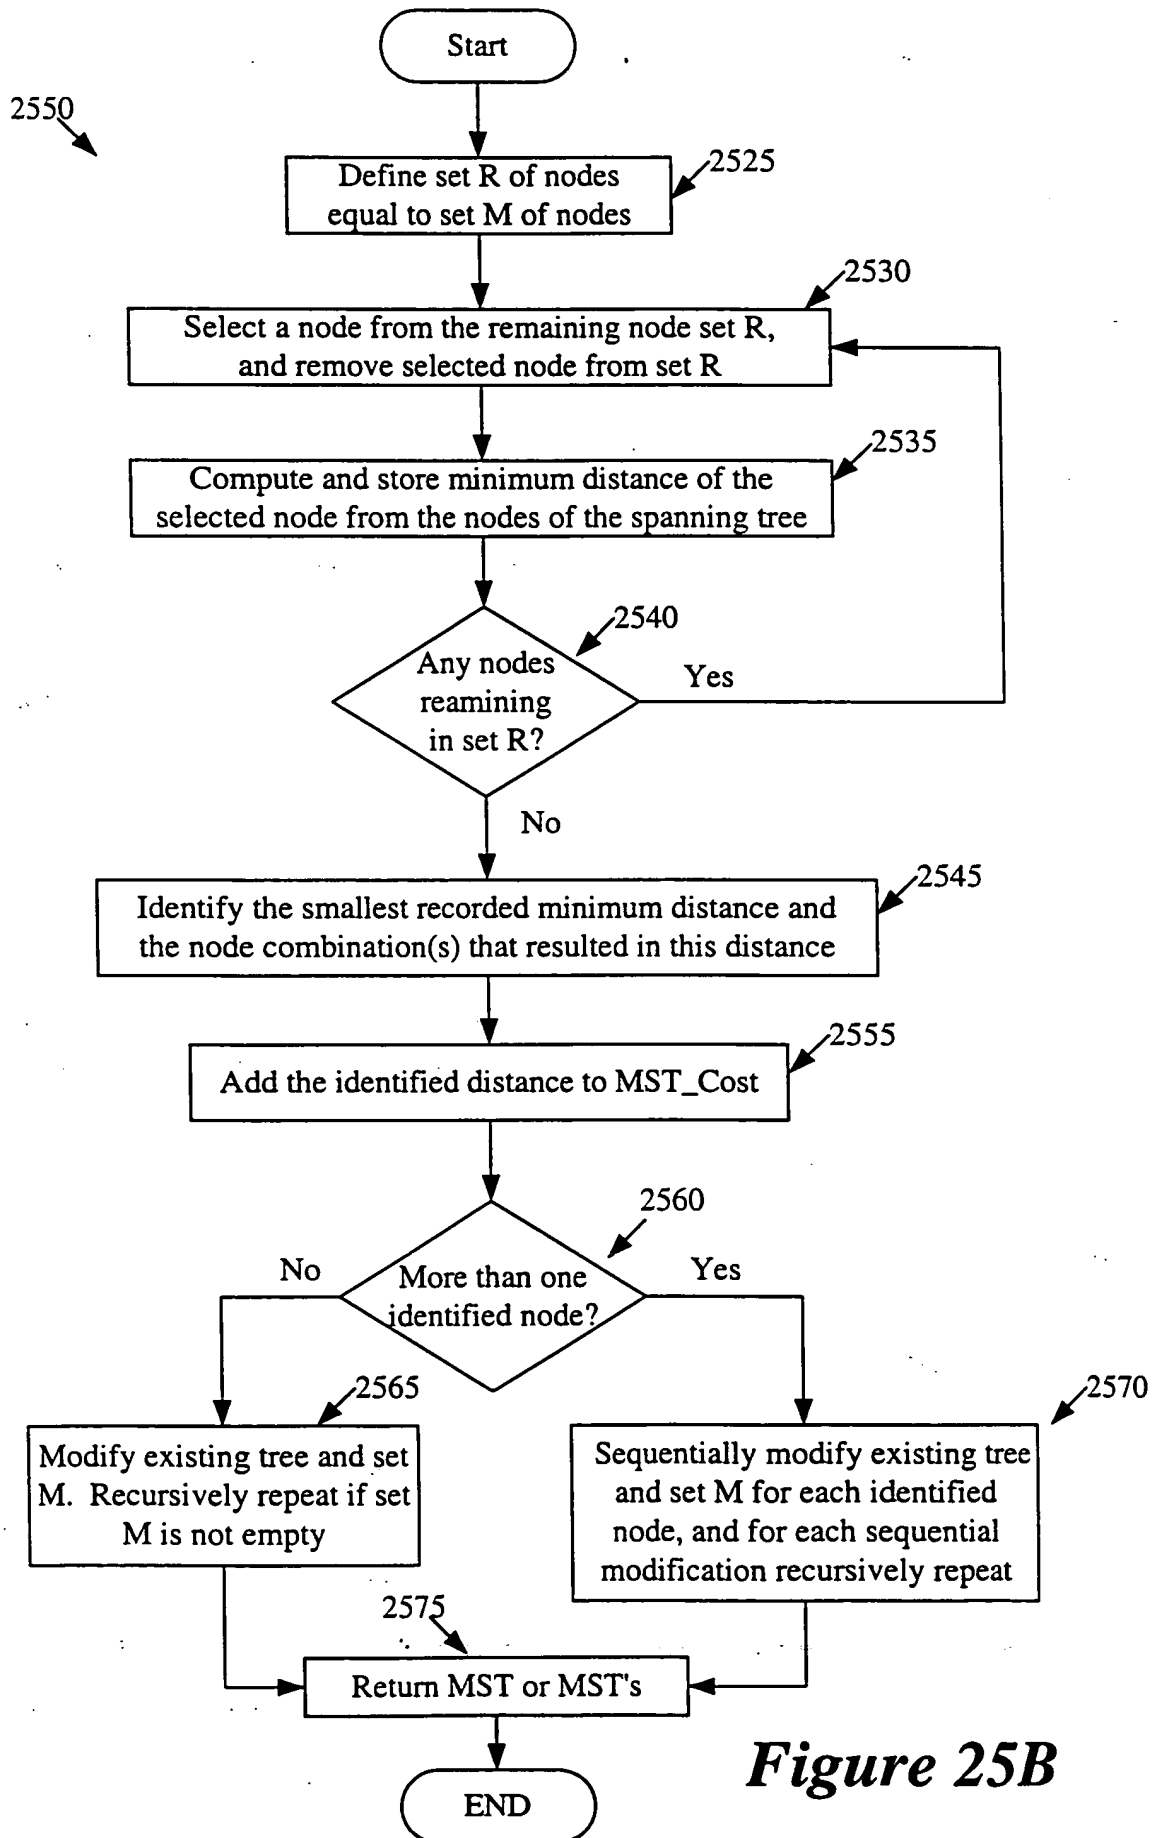 Start
2550
2525
Define set R of nodes
equal to set M of nodes
2530
Select a node from the remaining node set R,
and remove selected node from set R
2535
Compute and store minimum distance of the
selected node from the nodes of the spanning tree
2540
Any nodes
reamining
in set R?
Yes
No
2545
Identify the smallest recorded minimum distance and
the node combination(s) that resulted in this distance
2555
Add the identified distance to MST_Cost
2560
No
More than one
identified node?
Yes
2565
2570
Modify existing tree and set
M. Recursively repeat if set
M is not empty
Sequentially modify existing tree
and set M for each identified
node, and for each sequential
modification recursively repeat
2575
Return MST or MST's
END
Figure 25B